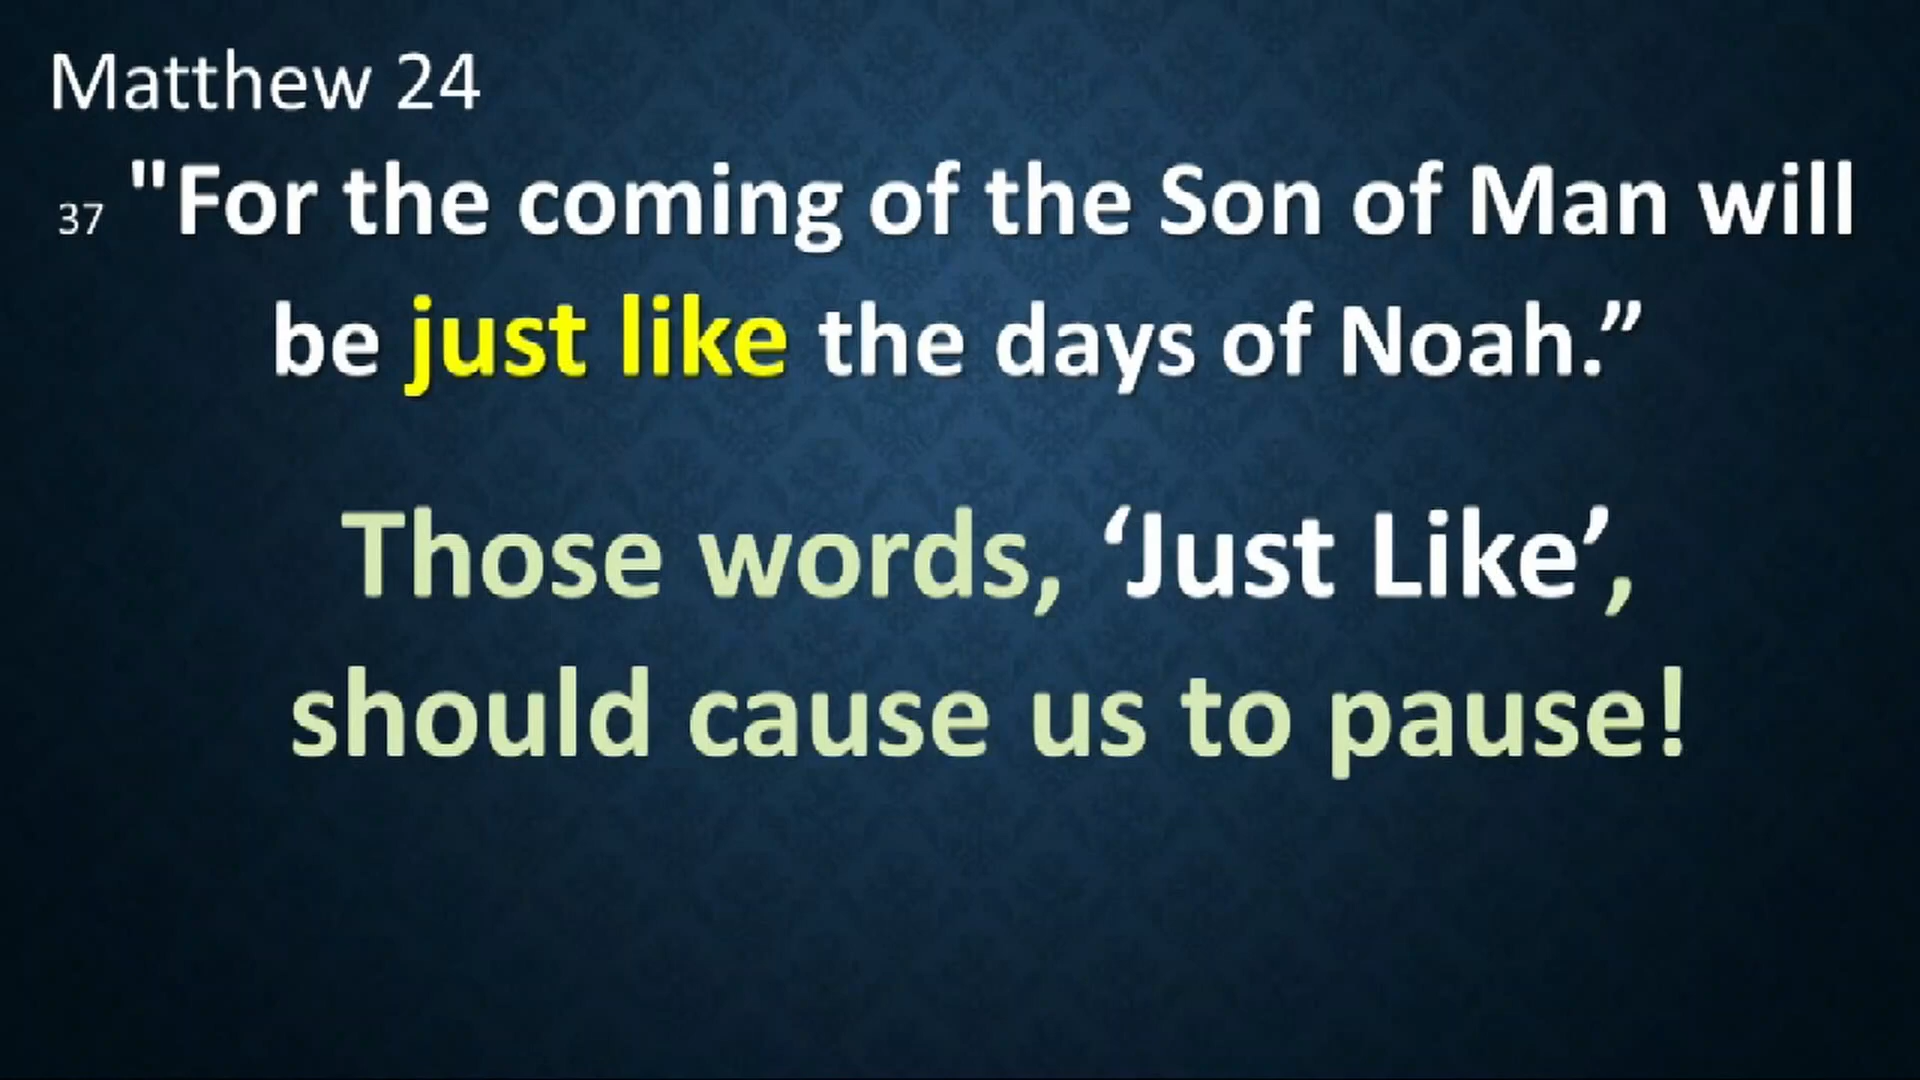 Matthew 24
37 "For the coming of the Son of Man will
be just like the days of Noah.”
Those words, ‘Just Like’,
should cause us to pause!